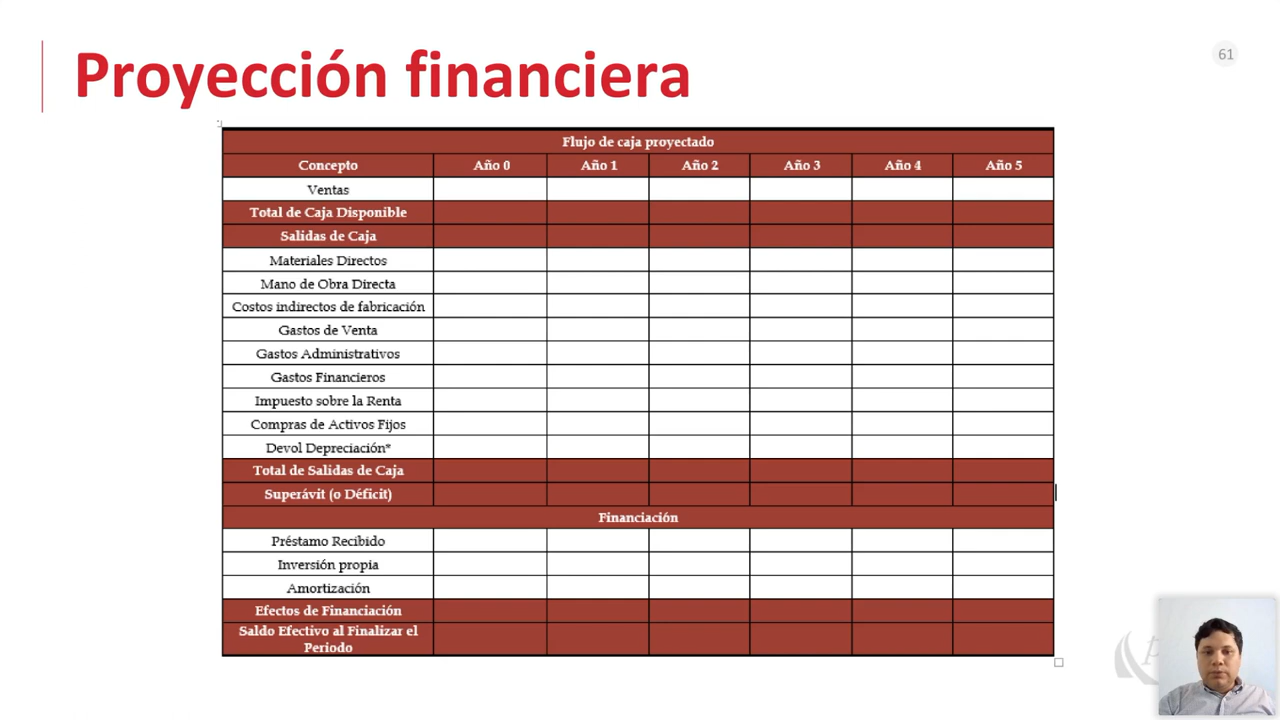 Proyección financiera
61
Flujo de caja proyectado
Concepto Año 0 Año 1 Año 2 Año 3 Año 4 Año 5
Ventas
Total de Caja Disponible
Salidas de Caja
Materiales Directos
Mano de Obra Directa
Costos indirectos de fabricación
Gastos de Venta
Gastos Administrativos
Gastos Financieros
Impuesto sobre la Renta
Compras de Activos Fijos
Devol Depreciación*
Total de Salidas de Caja
Superávit (o Déficit)
Financiación
Préstamo Recibido
Inversión propia
Amortización
Efectos de Financiación
Saldo Efectivo al Finalizar el
Periodo